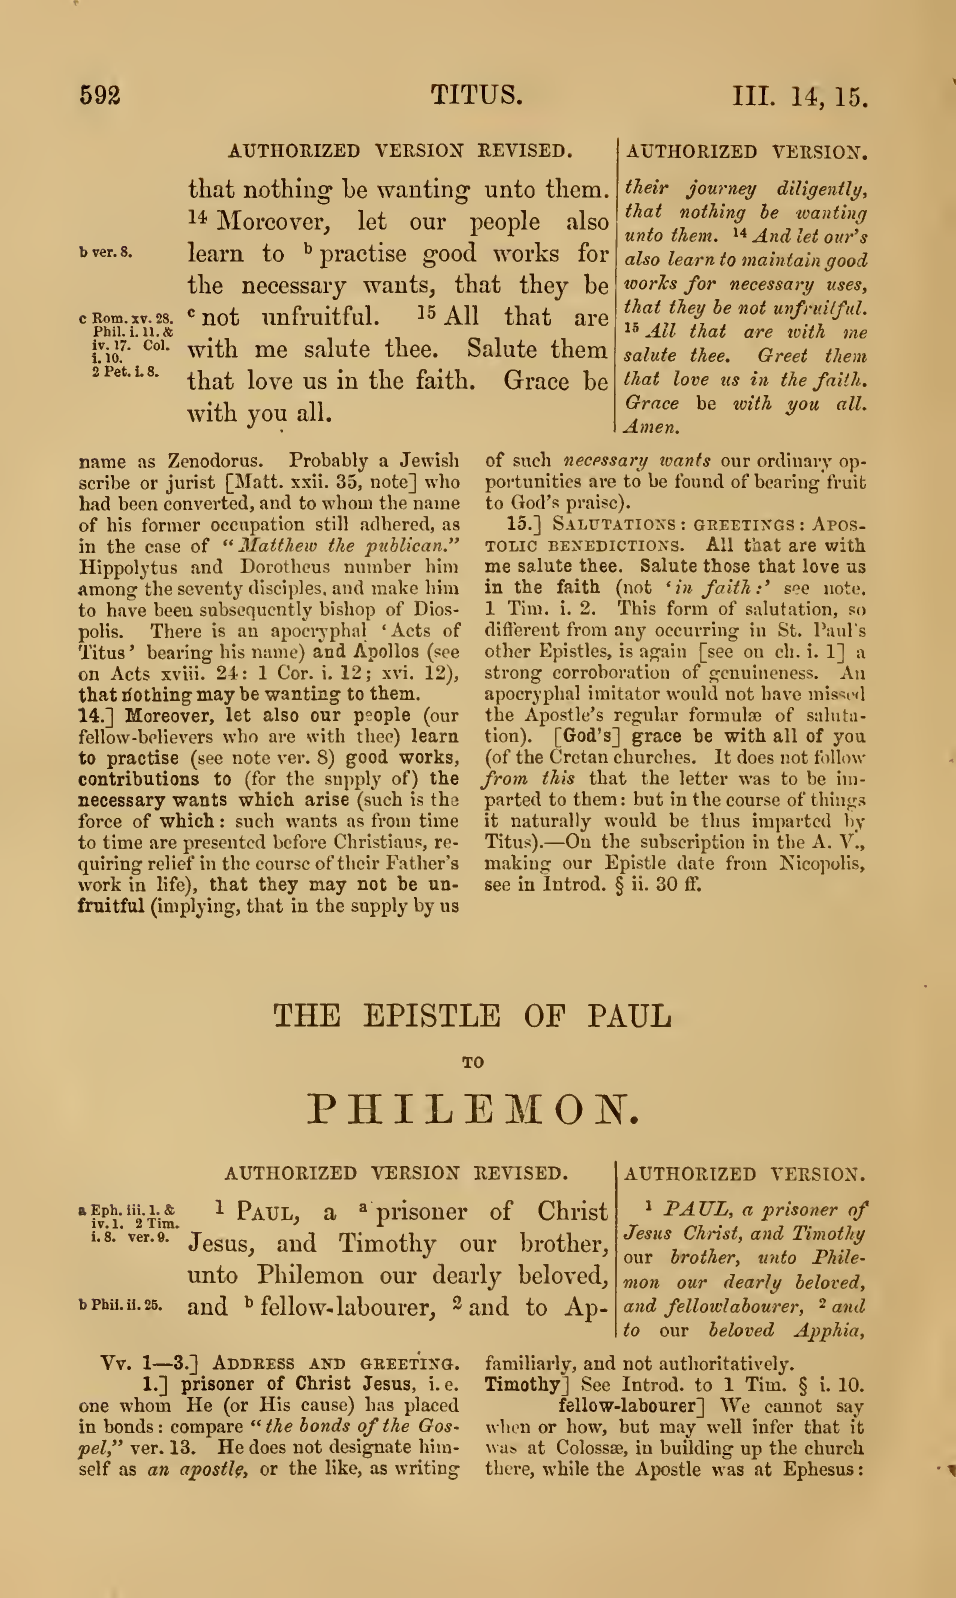 592 TITUS. III. 14, 15.
AUTHORIZED VERSION REVISED.
that nothing be wanting unto them.
14 Moreover, let our people also
b ver. 8.
learn to b practise good works for
the necessary wants, that they be
c Rom. xv. 28.
Phil. i. 11. &
iv. 17. Col.
i. 10.
2 Pet. i. 8.
c not unfruitful. 15 All that are
with me salute thee. Salute them
that love us in the faith. Grace be
with you all.
AUTHORIZED VERSION.
their journey diligently,
that nothing be wanting
unto them. 14 And let our's
also learn to maintain good
works for necessary uses,
that they be not unfruitful.
15 All that are with me
salute thee. Greet them
that love us in the faith.
Grace be with you all.
Amen.
name as Zenodorus. Probably a Jewish
scribe or jurist [Matt. xxii. 35, note] who
had been converted, and to whom the name
of his former occupation still adhered, as
in the case of “Matthew the publican.”
Hippolytus and Dorotheus number him
among the seventy disciples, and make him
to have been subsequently bishop of Dios-
polis. There is an apocryphal ‘Acts of
Titus’ bearing his name) and Apollos (see
on Acts xviii. 24: 1 Cor. i. 12; xvi. 12),
that nothing may be wanting to them.
14.] Moreover, let also our people (our
fellow-believers who are with thee) learn
to practise (see note ver. 8) good works,
contributions to (for the supply of) the
necessary wants which arise (such is the
force of which: such wants as from time
to time are presented before Christians, re-
quiring relief in the course of their Father's
work in life), that they may not be un-
fruitful (implying, that in the supply by us
of such necessary wants our ordinary op-
portunities are to be found of bearing fruit
to God's praise).
15.] SALUTATIONS: GREETINGS: APOS-
TOLIC BENEDICTIONS. All that are with
me salute thee. Salute those that love us
in the faith (not ‘in faith:’ see note,
1 Tim. i. 2. This form of salutation, so
different from any occurring in St. Paul's
other Epistles, is again [see on ch. i. 1] a
strong corroboration of genuineness. An
apocryphal imitator would not have missed
the Apostle's regular formulæ of saluta-
tion). [God's] grace be with all of you
(of the Cretan churches. It does not follow
from this that the letter was to be im-
parted to them: but in the course of things
it naturally would be thus imparted by
Titus).—On the subscription in the A. V.,
making our Epistle date from Nicopolis,
see in Introd. § ii. 30 ff.
THE EPISTLE OF PAUL
TO
PHILEMON.
AUTHORIZED VERSION REVISED.
a Eph. iii. 1. &
iv. 1. 2 Tim.
i. 8. ver. 9.
1 PAUL, a a prisoner of Christ
Jesus, and Timothy our brother,
unto Philemon our dearly beloved,
b Phil. ii. 25.
and b fellow-labourer, 2 and to Ap-
AUTHORIZED VERSION.
1 PAUL, a prisoner of
Jesus Christ, and Timothy
our brother, unto Phile-
mon our dearly beloved,
and fellowlabourer, 2 and
to our beloved Apphia,
VV. 1—3.] ADDRESS AND GREETING.
1.] prisoner of Christ Jesus, i. e.
one whom He (or His cause) has placed
in bonds: compare “the bonds of the Gos-
pel,” ver. 13. He does not designate him-
self as an apostle, or the like, as writing
familiarly, and not authoritatively.
Timothy] See Introd. to 1 Tim. § i. 10.
fellow-labourer] We cannot say
when or how, but may well infer that it
was at Colossæ, in building up the church
there, while the Apostle was at Ephesus: